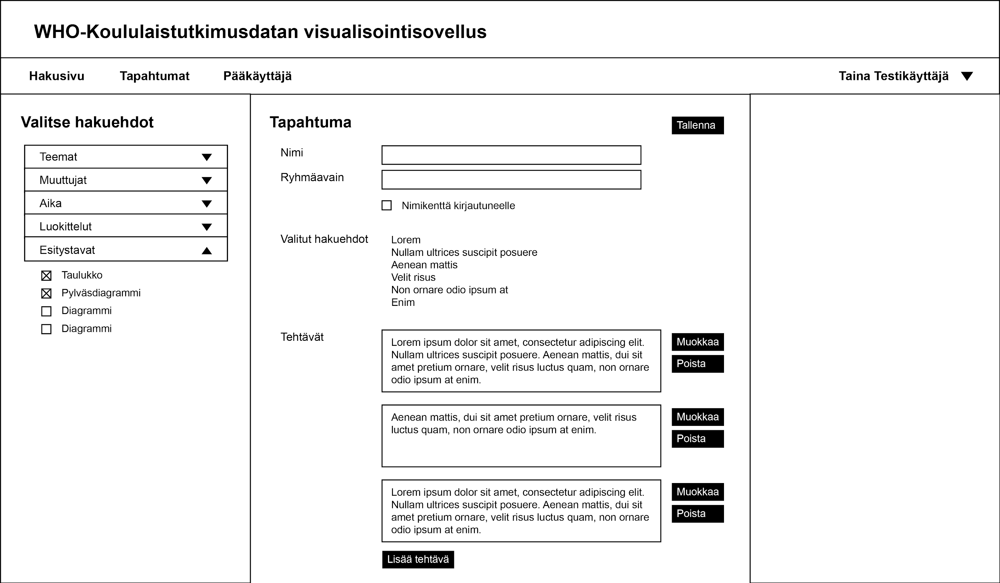 WHO-Koululaistutkimusdatan visualisointisovellus
Hakusivu
Tapahtumat
Pääkäyttäjä
Taina Testikäyttäjä
Valitse hakuehdot
Teemat
Muuttujat
Aika
Luokittelut
Esitystavat
Taulukko
Pylväsdiagrammi
Diagrammi
Diagrammi
Tapahtuma
Tallenna
Nimi
Ryhmäavain
Nimikenttä kirjautuneelle
Valitut hakuehdot
Lorem
Nullam ultrices suscipit posuere
Aenean mattis
Velit risus
Non ornare odio ipsum at
Enim
Tehtävät
Lorem ipsum dolor sit amet, consectetur adipiscing elit.
Nullam ultrices suscipit posuere. Aenean mattis, dui sit
amet pretium ornare, velit risus luctus quam, non ornare
odio ipsum at enim.
Muokkaa
Poista
Aenean mattis, dui sit amet pretium ornare, velit risus
luctus quam, non ornare odio ipsum at enim.
Muokkaa
Poista
Lorem ipsum dolor sit amet, consectetur adipiscing elit.
Nullam ultrices suscipit posuere. Aenean mattis, dui sit
amet pretium ornare, velit risus luctus quam, non ornare
odio ipsum at enim.
Muokkaa
Poista
Lisää tehtävä